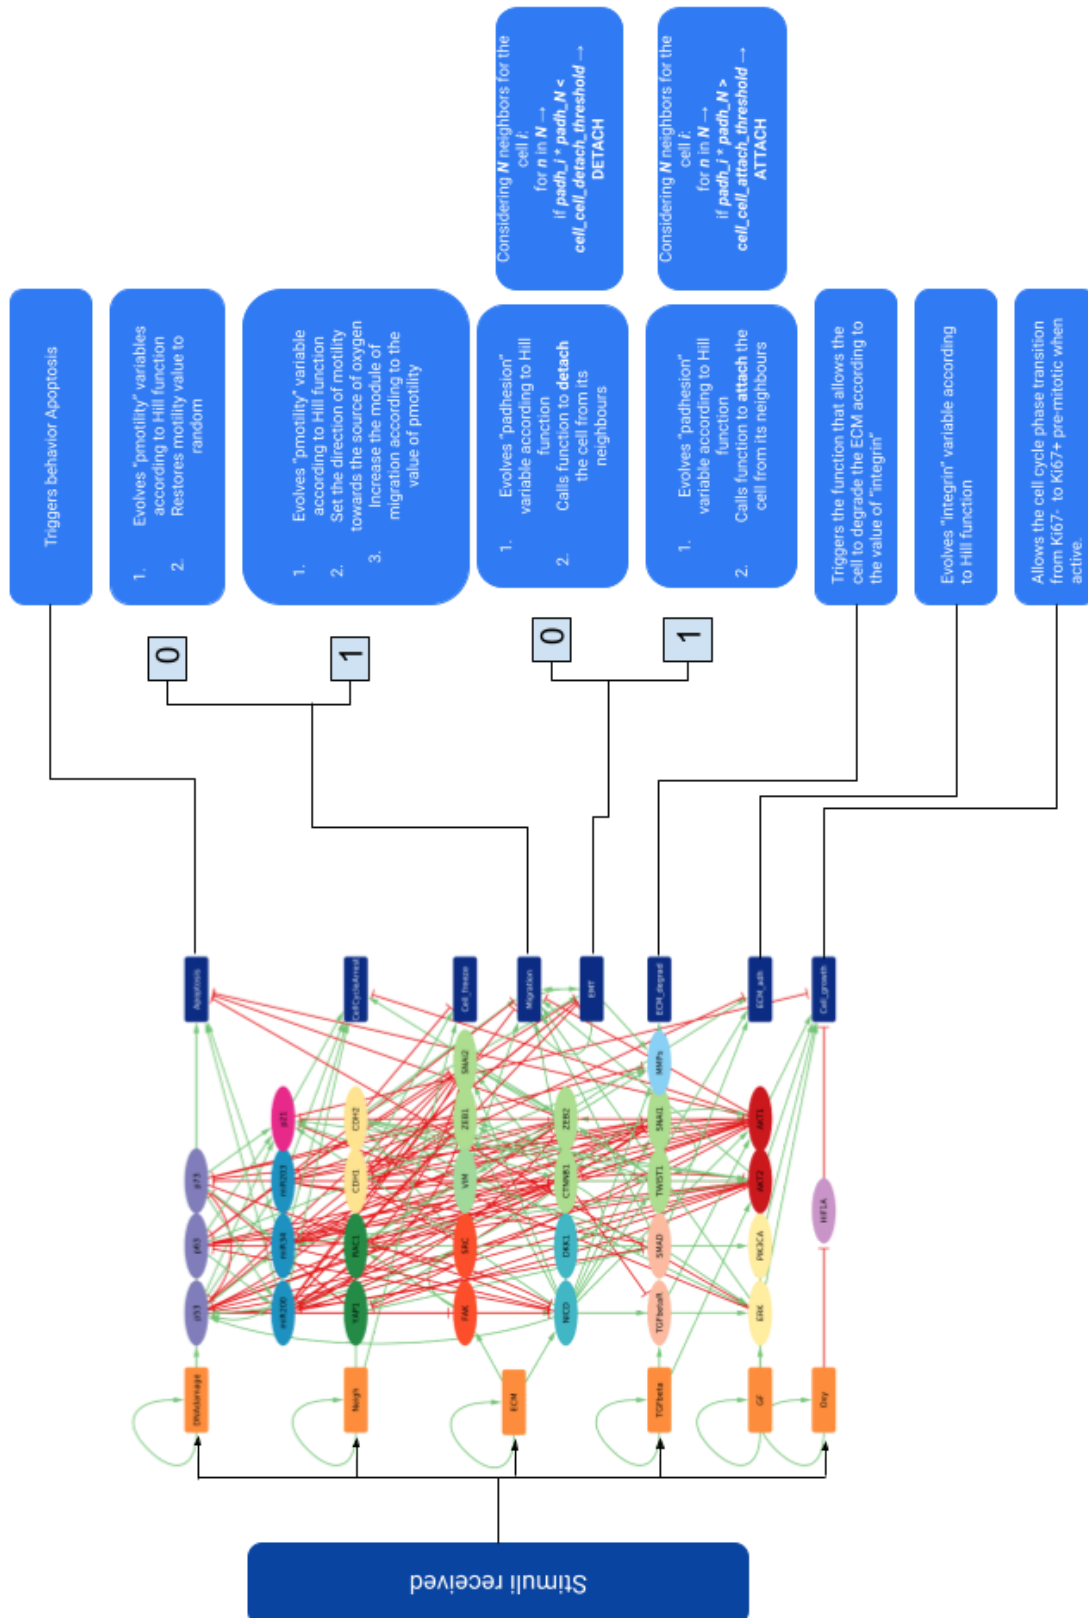 Stimuli received
DNAdamage
Neigh
ECM
TGFbeta
GF
Oxy
p53
p63
p73
miR200
miR34
miR203
p21
YAP1
RAC1
CDH1
CDH2
FAK
SRC
VIM
ZEB1
SNAI2
NICD
DKK1
CTNNB1
ZEB2
TGFbetaR
SMAD
TWIST1
SNAI1
MMPs
ERK
PIK3CA
AKT2
AKT1
HIF1A
Apoptosis
CellCycleArrest
Cell_freeze
Migration
EMT
ECM_degrad
ECM_adh
Cell_growth
0
1
0
1
Triggers behavior Apoptosis
1. Evolves "pmotility" variables
according to Hill function
2. Restores motility value to
random
1. Evolves "pmotility" variable
according to Hill function
2. Set the direction of motility
towards the source of oxygen
3. Increase the module of
migration according to the
value of pmotility
1. Evolves "padhesion"
variable according to Hill
function
2. Calls function to detach
the cell from its
neighbours
1. Evolves "padhesion"
variable according to Hill
function
2. Calls function to attach the
cell from its neighbours
Triggers the function that allows the
cell to degrade the ECM according to
the value of "integrin"
Evolves "integrin" variable according
to Hill function
Allows the cell cycle phase transition
from Ki67- to Ki67+ pre-mitotic when
active.
Considering N neighbors for the
cell i:
for n in N →
if padh_i * padh_N <
cell_cell_detach_threshold →
DETACH
Considering N neighbors for the
cell i:
for n in N →
if padh_i * padh_N >
cell_cell_attach_threshold →
ATTACH